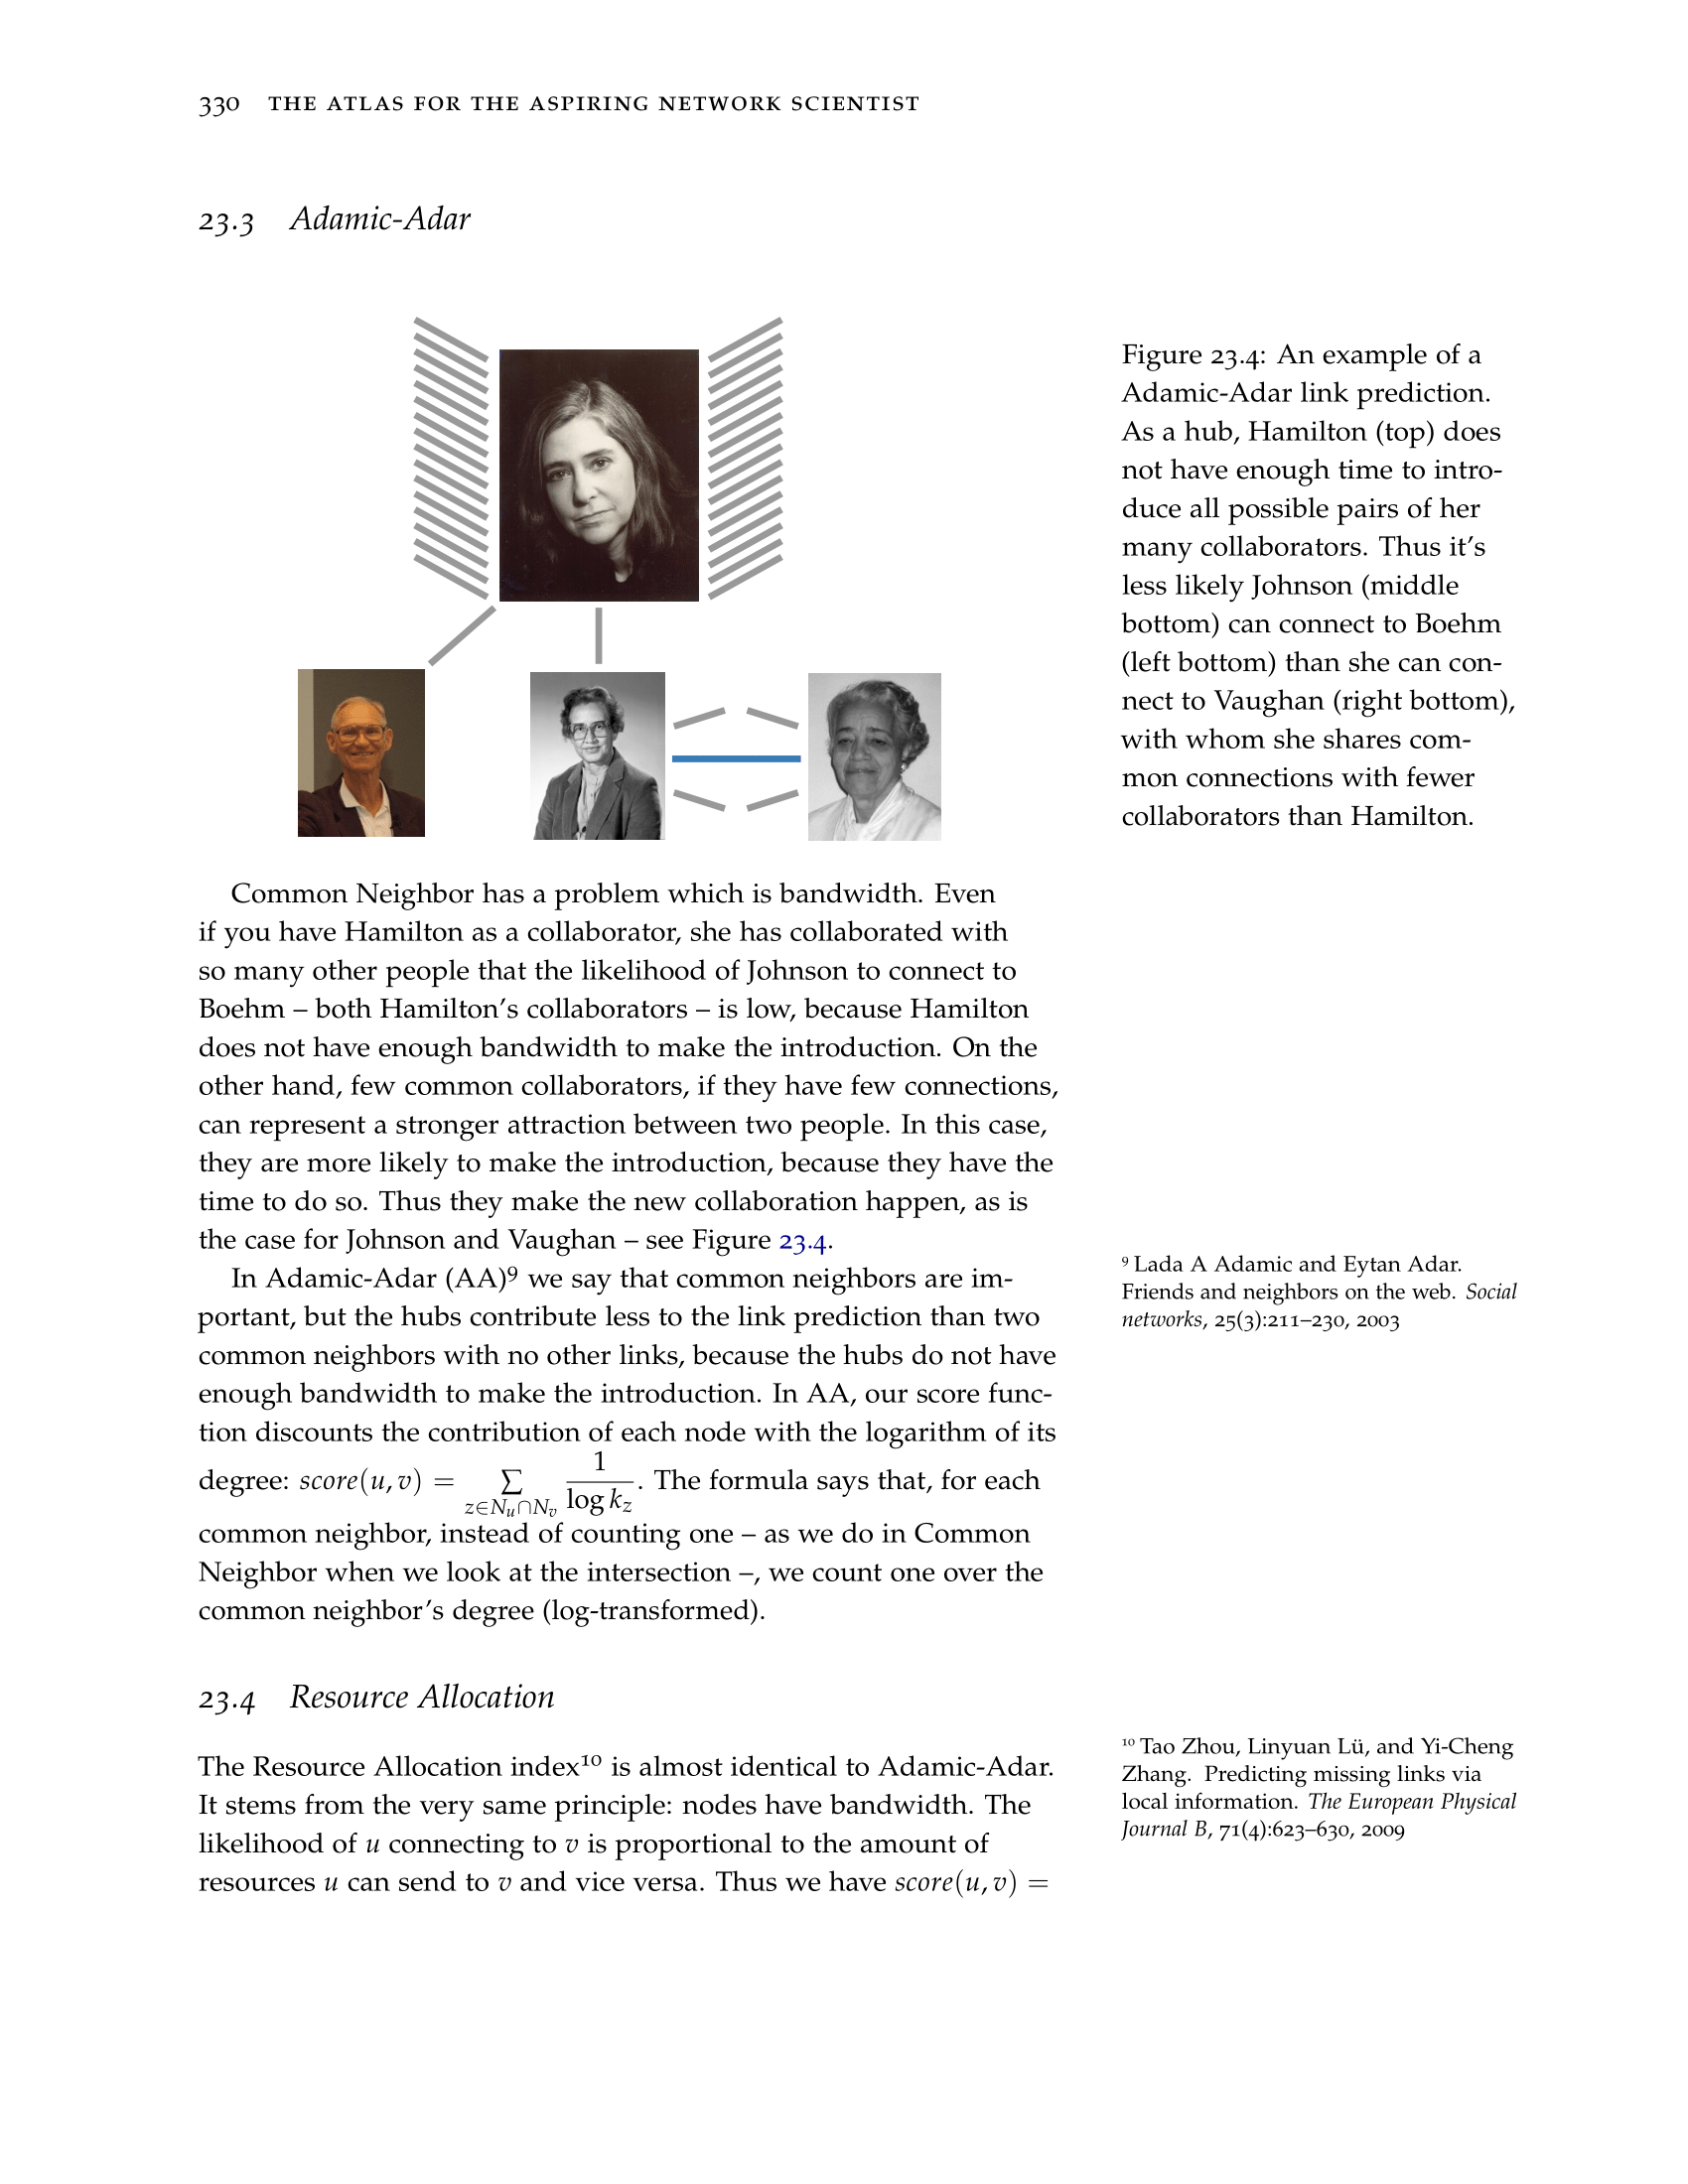 330 THE ATLAS FOR THE ASPIRING NETWORK SCIENTIST
23.3 Adamic-Adar
Figure 23.4: An example of a
Adamic-Adar link prediction.
As a hub, Hamilton (top) does
not have enough time to intro-
duce all possible pairs of her
many collaborators. Thus it's
less likely Johnson (middle
bottom) can connect to Boehm
(left bottom) than she can con-
nect to Vaughan (right bottom),
with whom she shares com-
mon connections with fewer
collaborators than Hamilton.
Common Neighbor has a problem which is bandwidth. Even
if you have Hamilton as a collaborator, she has collaborated with
so many other people that the likelihood of Johnson to connect to
Boehm – both Hamilton's collaborators – is low, because Hamilton
does not have enough bandwidth to make the introduction. On the
other hand, few common collaborators, if they have few connections,
can represent a stronger attraction between two people. In this case,
they are more likely to make the introduction, because they have the
time to do so. Thus they make the new collaboration happen, as is
the case for Johnson and Vaughan – see Figure 23.4.
In Adamic-Adar (AA)⁹ we say that common neighbors are im-
portant, but the hubs contribute less to the link prediction than two
common neighbors with no other links, because the hubs do not have
enough bandwidth to make the introduction. In AA, our score func-
tion discounts the contribution of each node with the logarithm of its
degree: score(u, v) = ∑ z∈Nu∩Nv 1/log kz. The formula says that, for each
common neighbor, instead of counting one – as we do in Common
Neighbor when we look at the intersection –, we count one over the
common neighbor's degree (log-transformed).
⁹ Lada A Adamic and Eytan Adar.
Friends and neighbors on the web. Social
networks, 25(3):211–230, 2003
23.4 Resource Allocation
The Resource Allocation index¹⁰ is almost identical to Adamic-Adar.
It stems from the very same principle: nodes have bandwidth. The
likelihood of u connecting to v is proportional to the amount of
resources u can send to v and vice versa. Thus we have score(u, v) =
¹⁰ Tao Zhou, Linyuan Lü, and Yi-Cheng
Zhang. Predicting missing links via
local information. The European Physical
Journal B, 71(4):623–630, 2009